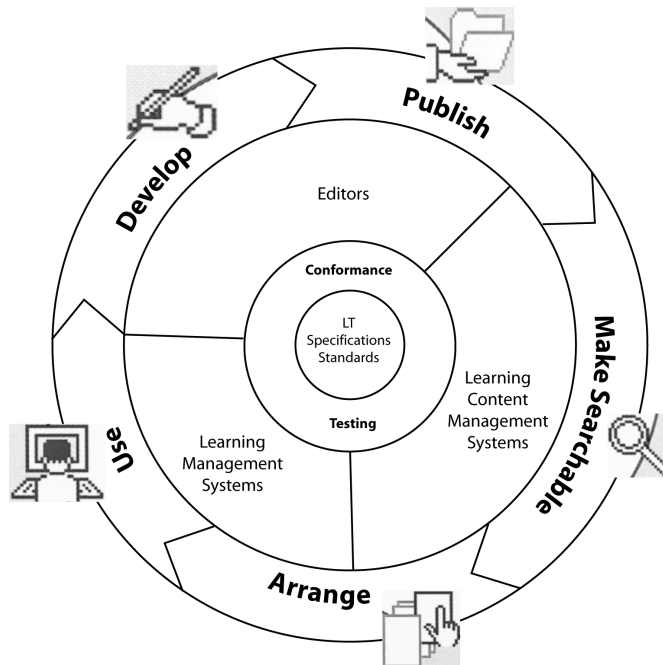 Publish
Develop
Editors
Conformance
LT
Specifications
Standards
Make Searchable
Learning
Content
Management
Systems
Testing
Learning
Management
Systems
Use
Arrange